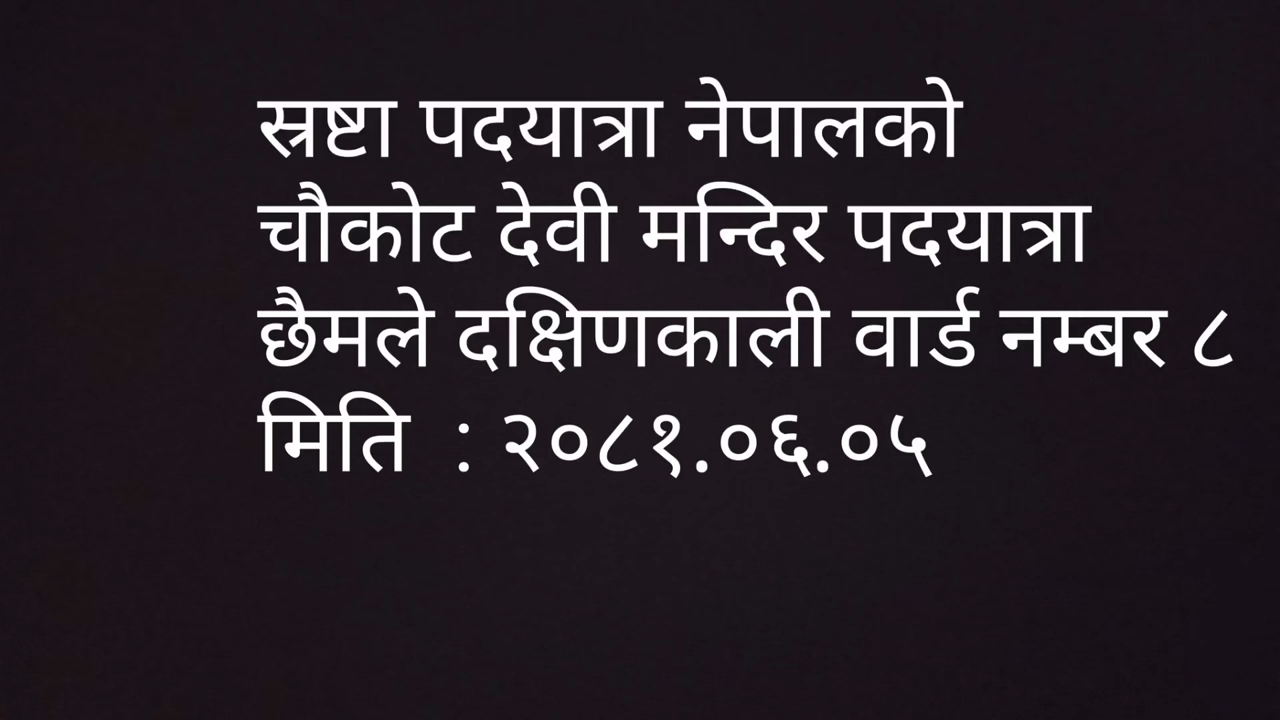 स्रष्टा पदयात्रा नेपालको
चौकोट देवी मन्दिर पदयात्रा
छैमले दक्षिणकाली वार्ड नम्बर ८
मिति : २०८१.०६.०५